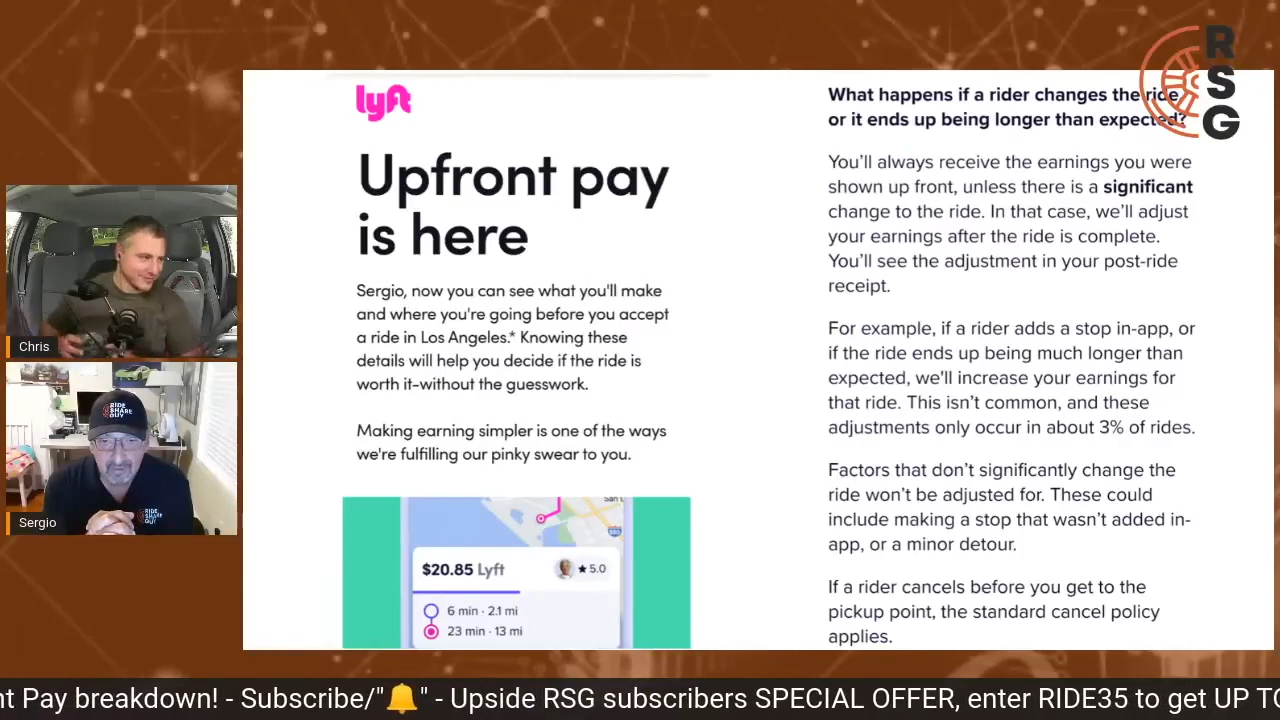 RSG
lyft
Upfront pay
is here
Sergio, now you can see what you'll make
and where you're going before you accept
a ride in Los Angeles.* Knowing these
details will help you decide if the ride is
worth it-without the guesswork.
Making earning simpler is one of the ways
we're fulfilling our pinky swear to you.
$20.85 Lyft
★ 5.0
6 min · 2.1 mi
23 min · 13 mi
What happens if a rider changes the ride
or it ends up being longer than expected?
You’ll always receive the earnings you were
shown up front, unless there is a significant
change to the ride. In that case, we’ll adjust
your earnings after the ride is complete.
You’ll see the adjustment in your post-ride
receipt.
For example, if a rider adds a stop in-app, or
if the ride ends up being much longer than
expected, we'll increase your earnings for
that ride. This isn’t common, and these
adjustments only occur in about 3% of rides.
Factors that don’t significantly change the
ride won’t be adjusted for. These could
include making a stop that wasn’t added in-
app, or a minor detour.
If a rider cancels before you get to the
pickup point, the standard cancel policy
applies.
Chris
RIDE
SHARE
GUY
RIDE
SHARE
GUY
Sergio
nt Pay breakdown! - Subscribe/"🔔" - Upside RSG subscribers SPECIAL OFFER, enter RIDE35 to get UP TO